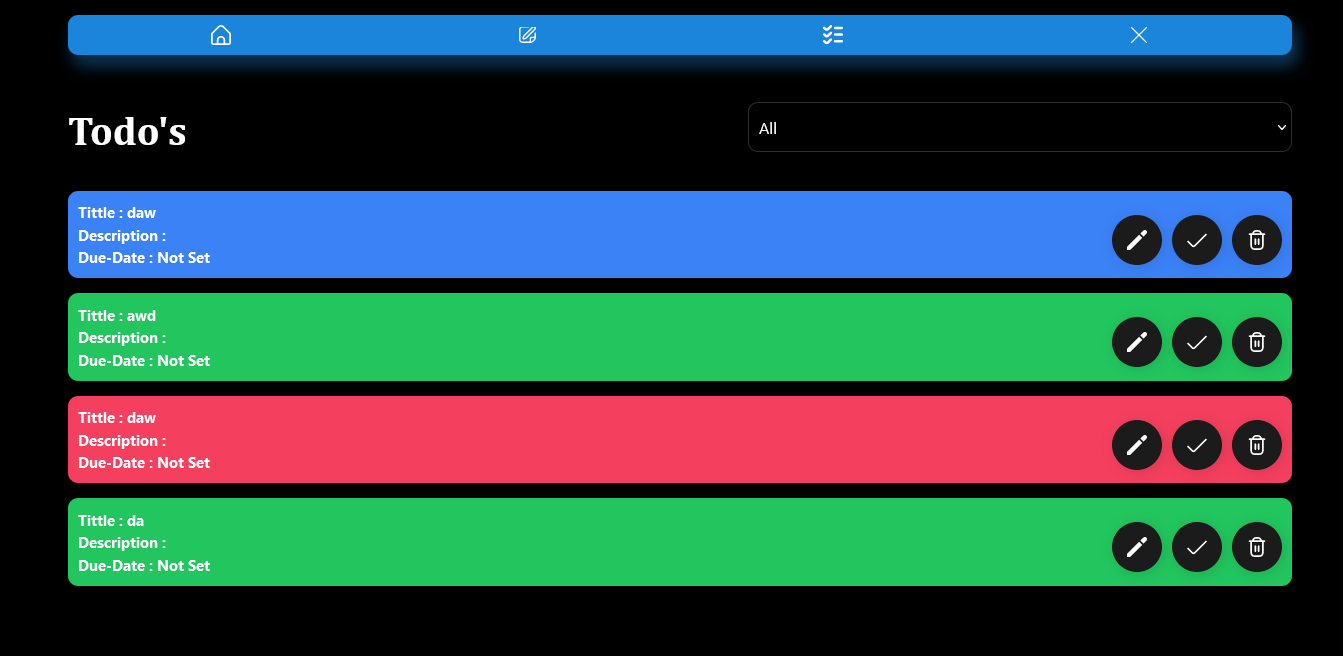 Todo's
All
Tittle : daw
Description :
Due-Date : Not Set
Tittle : awd
Description :
Due-Date : Not Set
Tittle : daw
Description :
Due-Date : Not Set
Tittle : da
Description :
Due-Date : Not Set